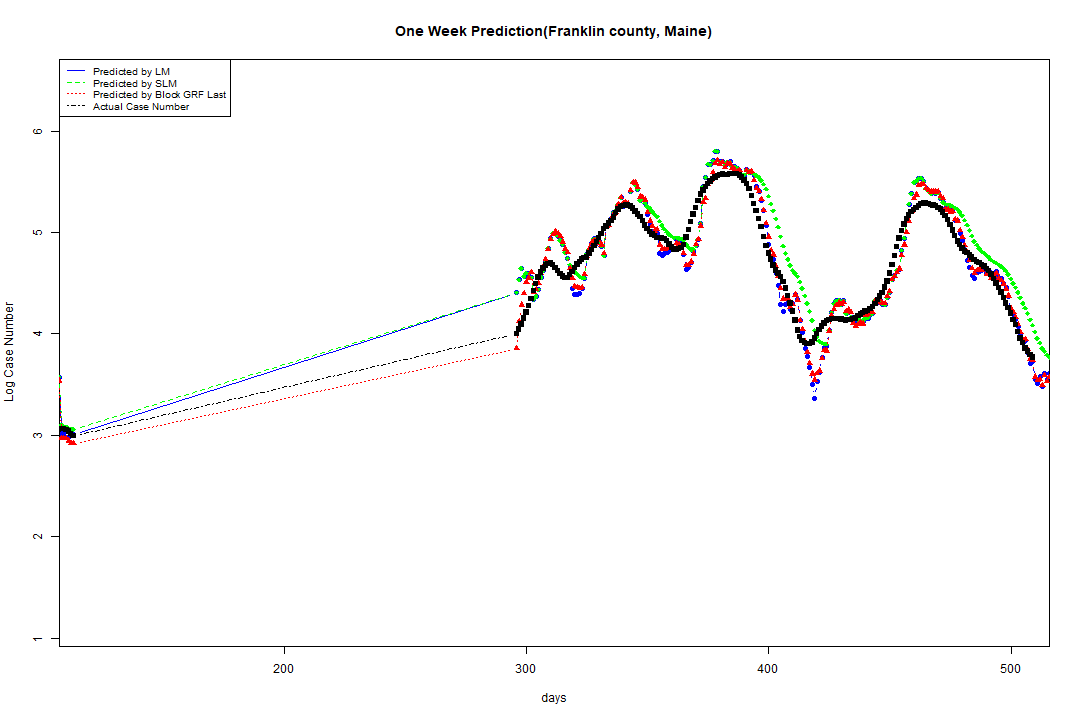 One Week Prediction(Franklin county, Maine)
Predicted by LM
Predicted by SLM
Predicted by Block GRF Last
Actual Case Number
6
5
4
3
2
1
Log Case Number
200 300 400 500
days